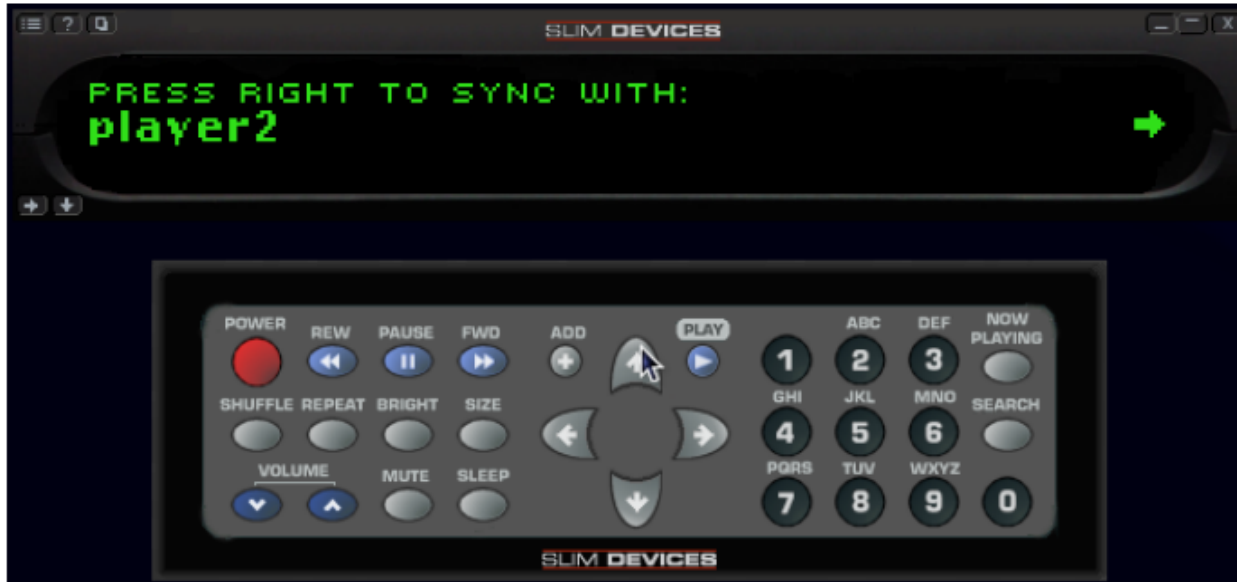 ?
SLIM DEVICES
X
PRESS RIGHT TO SYNC WITH:
player2
POWER REW PAUSE FWD ADD PLAY
ABC DEF NOW PLAYING
1 2 3
SHUFFLE REPEAT BRIGHT SIZE
GHI JKL MNO SEARCH
4 5 6
VOLUME MUTE SLEEP
PQRS TUV WXYZ
7 8 9 0
SLIM DEVICES